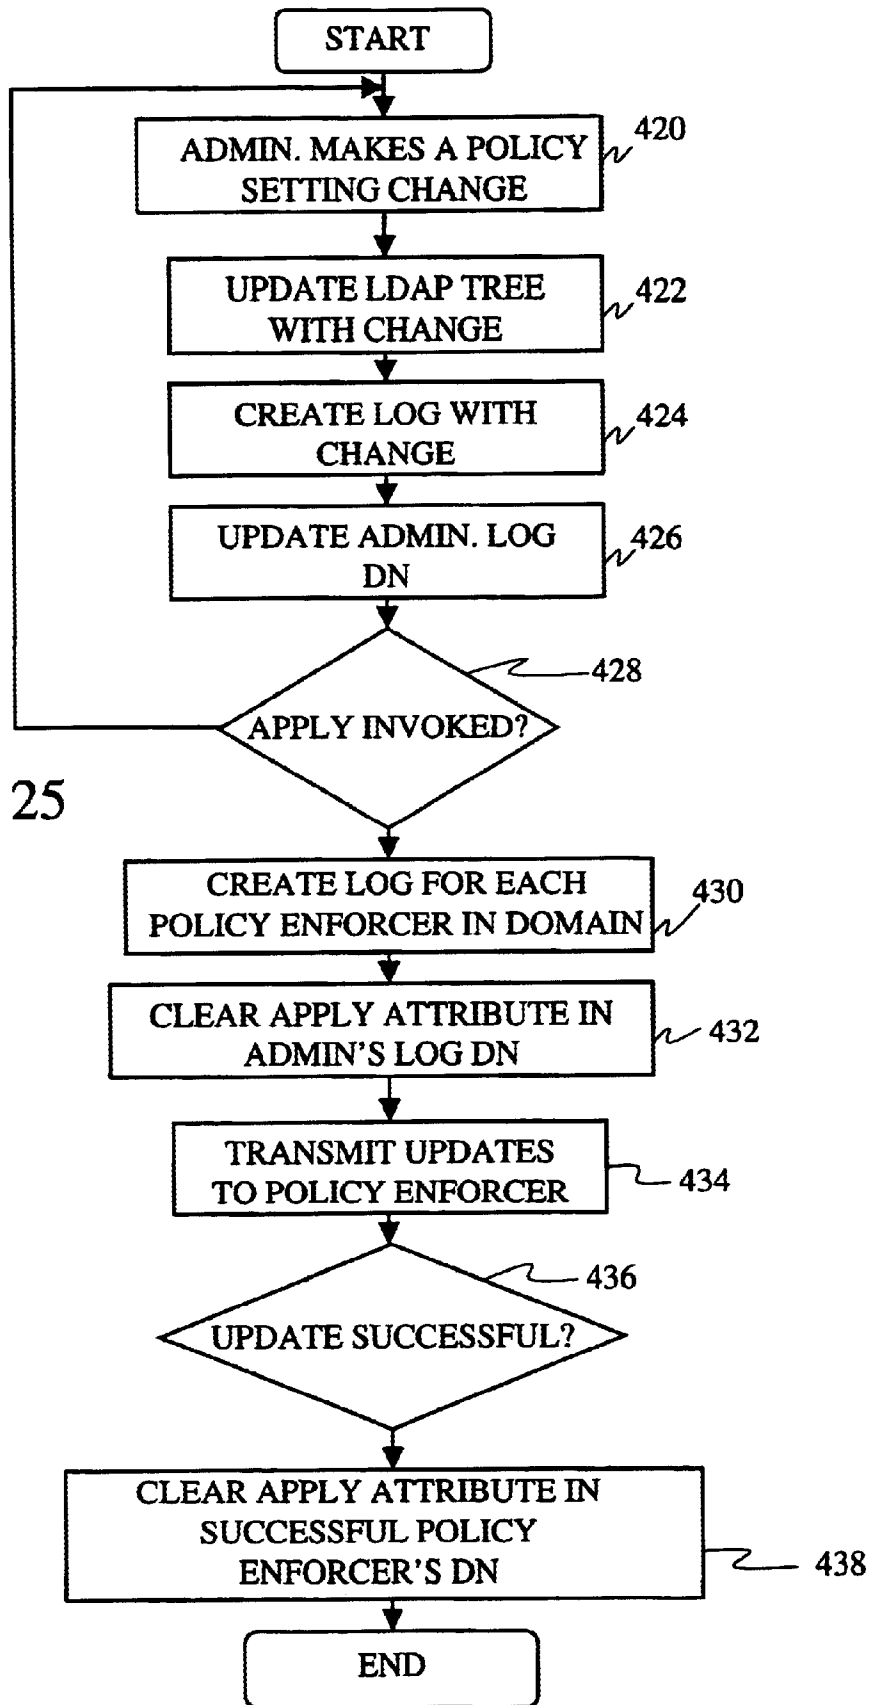 START
ADMIN. MAKES A POLICY
SETTING CHANGE
420
UPDATE LDAP TREE
WITH CHANGE
422
CREATE LOG WITH
CHANGE
424
UPDATE ADMIN. LOG
DN
426
APPLY INVOKED?
428
25
CREATE LOG FOR EACH
POLICY ENFORCER IN DOMAIN
430
CLEAR APPLY ATTRIBUTE IN
ADMIN'S LOG DN
432
TRANSMIT UPDATES
TO POLICY ENFORCER
434
UPDATE SUCCESSFUL?
436
CLEAR APPLY ATTRIBUTE IN
SUCCESSFUL POLICY
ENFORCER'S DN
438
END